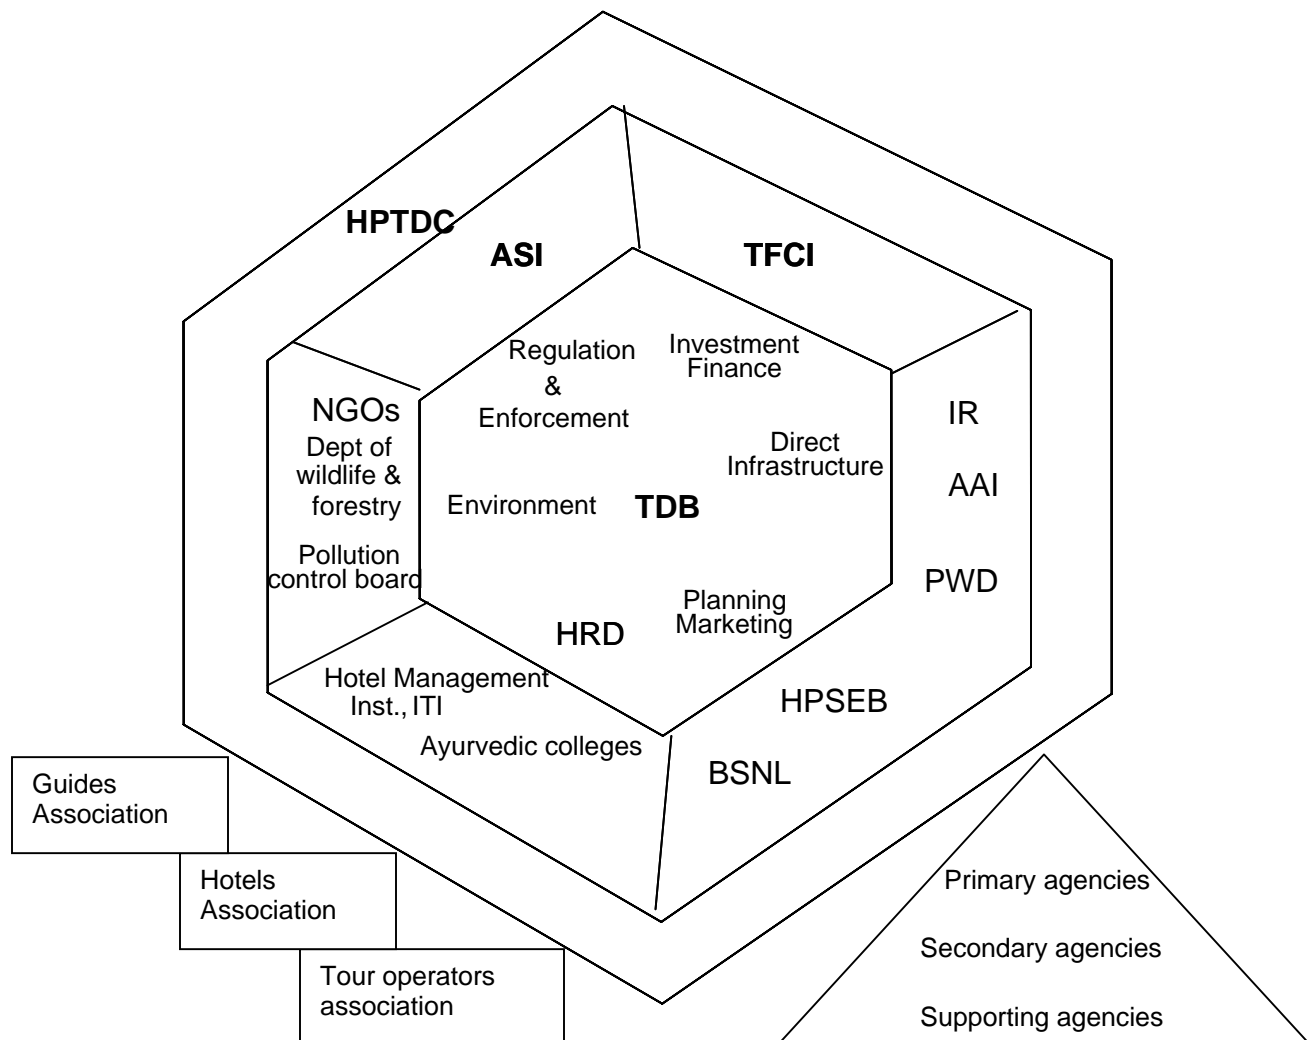 HPTDC
ASI
TFCI
Regulation
&
Enforcement
Investment
Finance
NGOs
Dept of
wildlife &
forestry
Pollution
control board
Environment
TDB
Direct
Infrastructure
IR
AAI
PWD
HRD
Planning
Marketing
Hotel Management
Inst., ITI
Ayurvedic colleges
HPSEB
BSNL
Guides
Association
Hotels
Association
Tour operators
association
Primary agencies
Secondary agencies
Supporting agencies